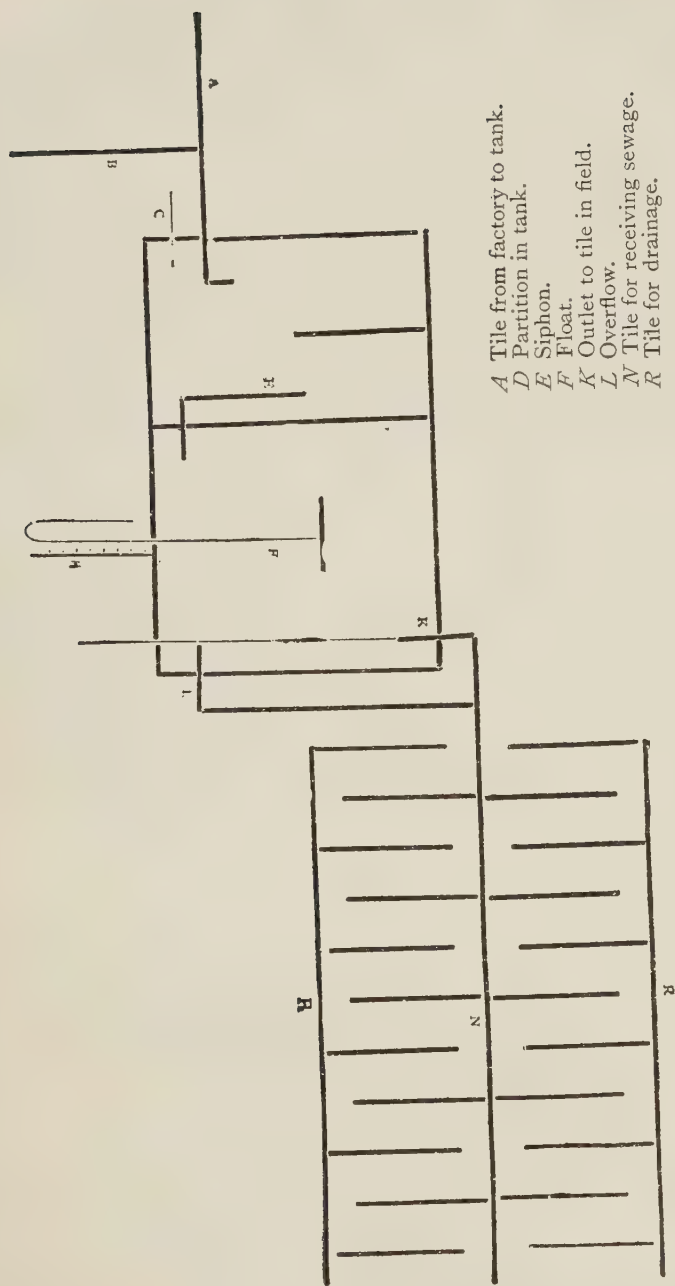 A
B
C
E
F
H
K
L
N
R
R
A Tile from factory to tank.
D Partition in tank.
E Siphon.
F Float.
K Outlet to tile in field.
L Overflow.
N Tile for receiving sewage.
R Tile for drainage.